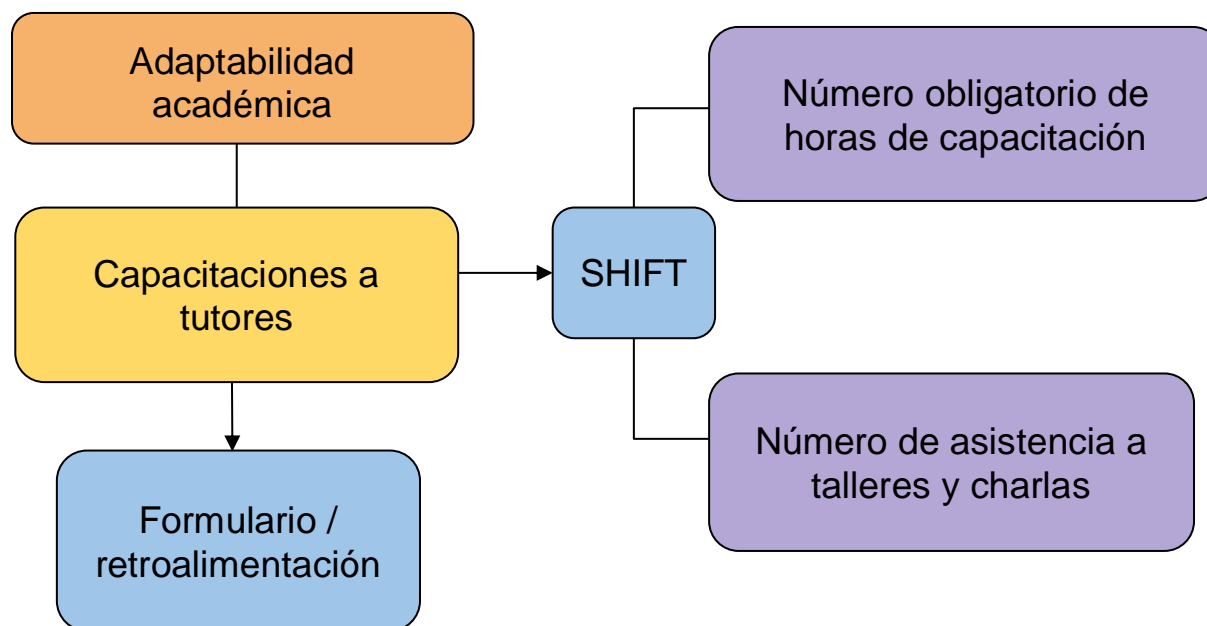 Adaptabilidad
académica
Número obligatorio de
horas de capacitación
Capacitaciones a
tutores
SHIFT
Número de asistencia a
talleres y charlas
Formulario /
retroalimentación